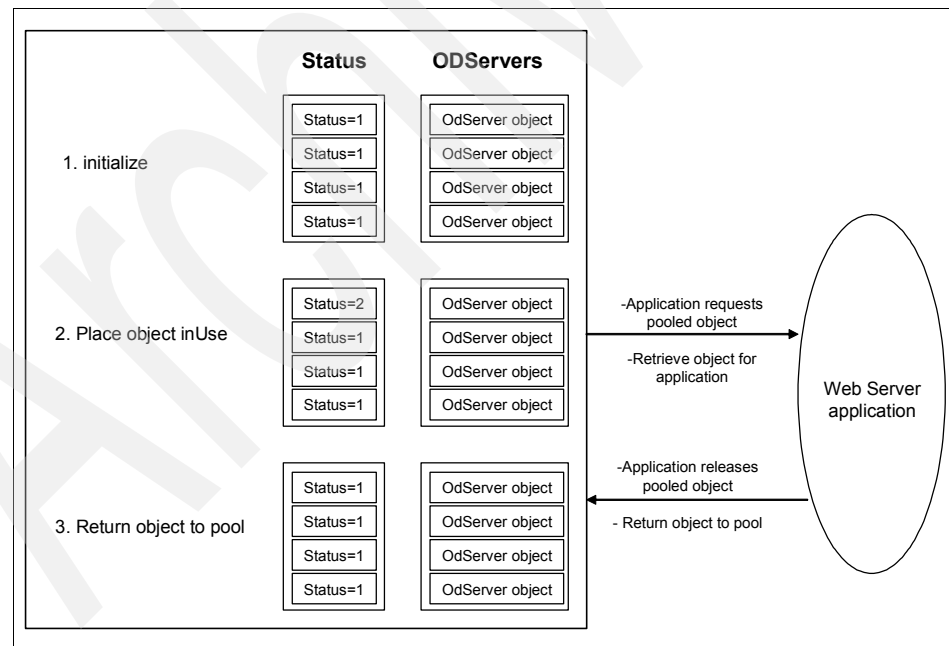 Status ODServers
1. initialize
Status=1 OdServer object
Status=1 OdServer object
Status=1 OdServer object
Status=1 OdServer object
2. Place object inUse
Status=2 OdServer object
Status=1 OdServer object
Status=1 OdServer object
Status=1 OdServer object
3. Return object to pool
Status=1 OdServer object
Status=1 OdServer object
Status=1 OdServer object
Status=1 OdServer object
-Application requests
pooled object
-Retrieve object for
application
-Application releases
pooled object
- Return object to pool
Web Server
application